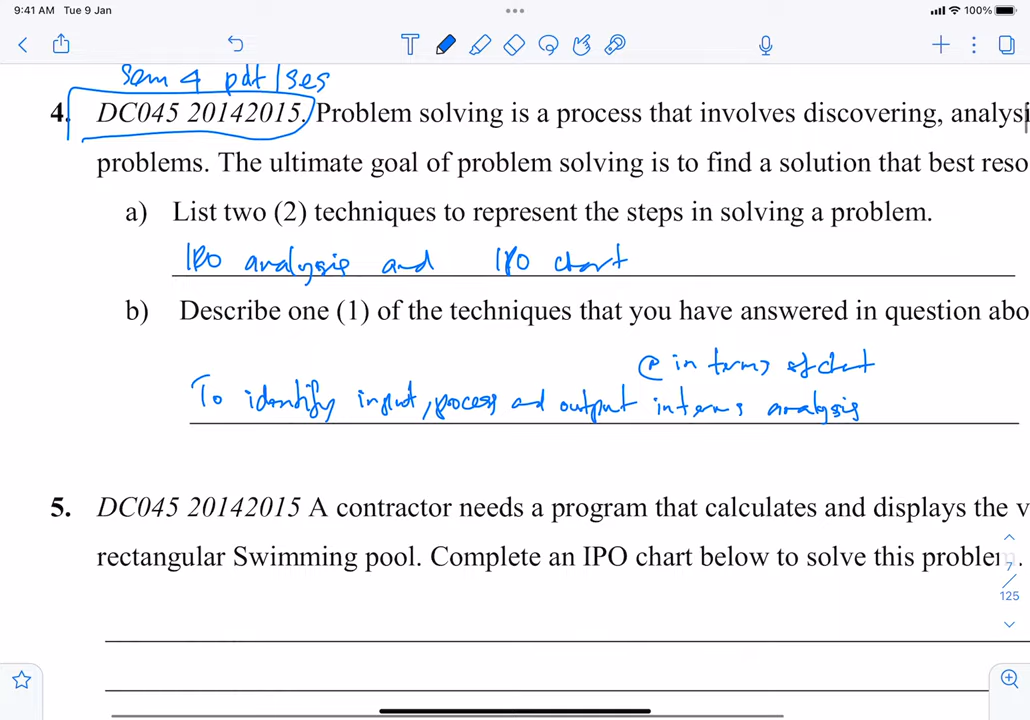 9:41 AM Tue 9 Jan
100%
T
sem 4 pdt / ses
4. DC045 20142015. Problem solving is a process that involves discovering, analysi
problems. The ultimate goal of problem solving is to find a solution that best reso
a) List two (2) techniques to represent the steps in solving a problem.
IPO analysis and IPO chart
b) Describe one (1) of the techniques that you have answered in question abo
@ in terms of chart
To identify input, process and output in terms analysis
5. DC045 20142015 A contractor needs a program that calculates and displays the v
rectangular Swimming pool. Complete an IPO chart below to solve this problem.
7
125